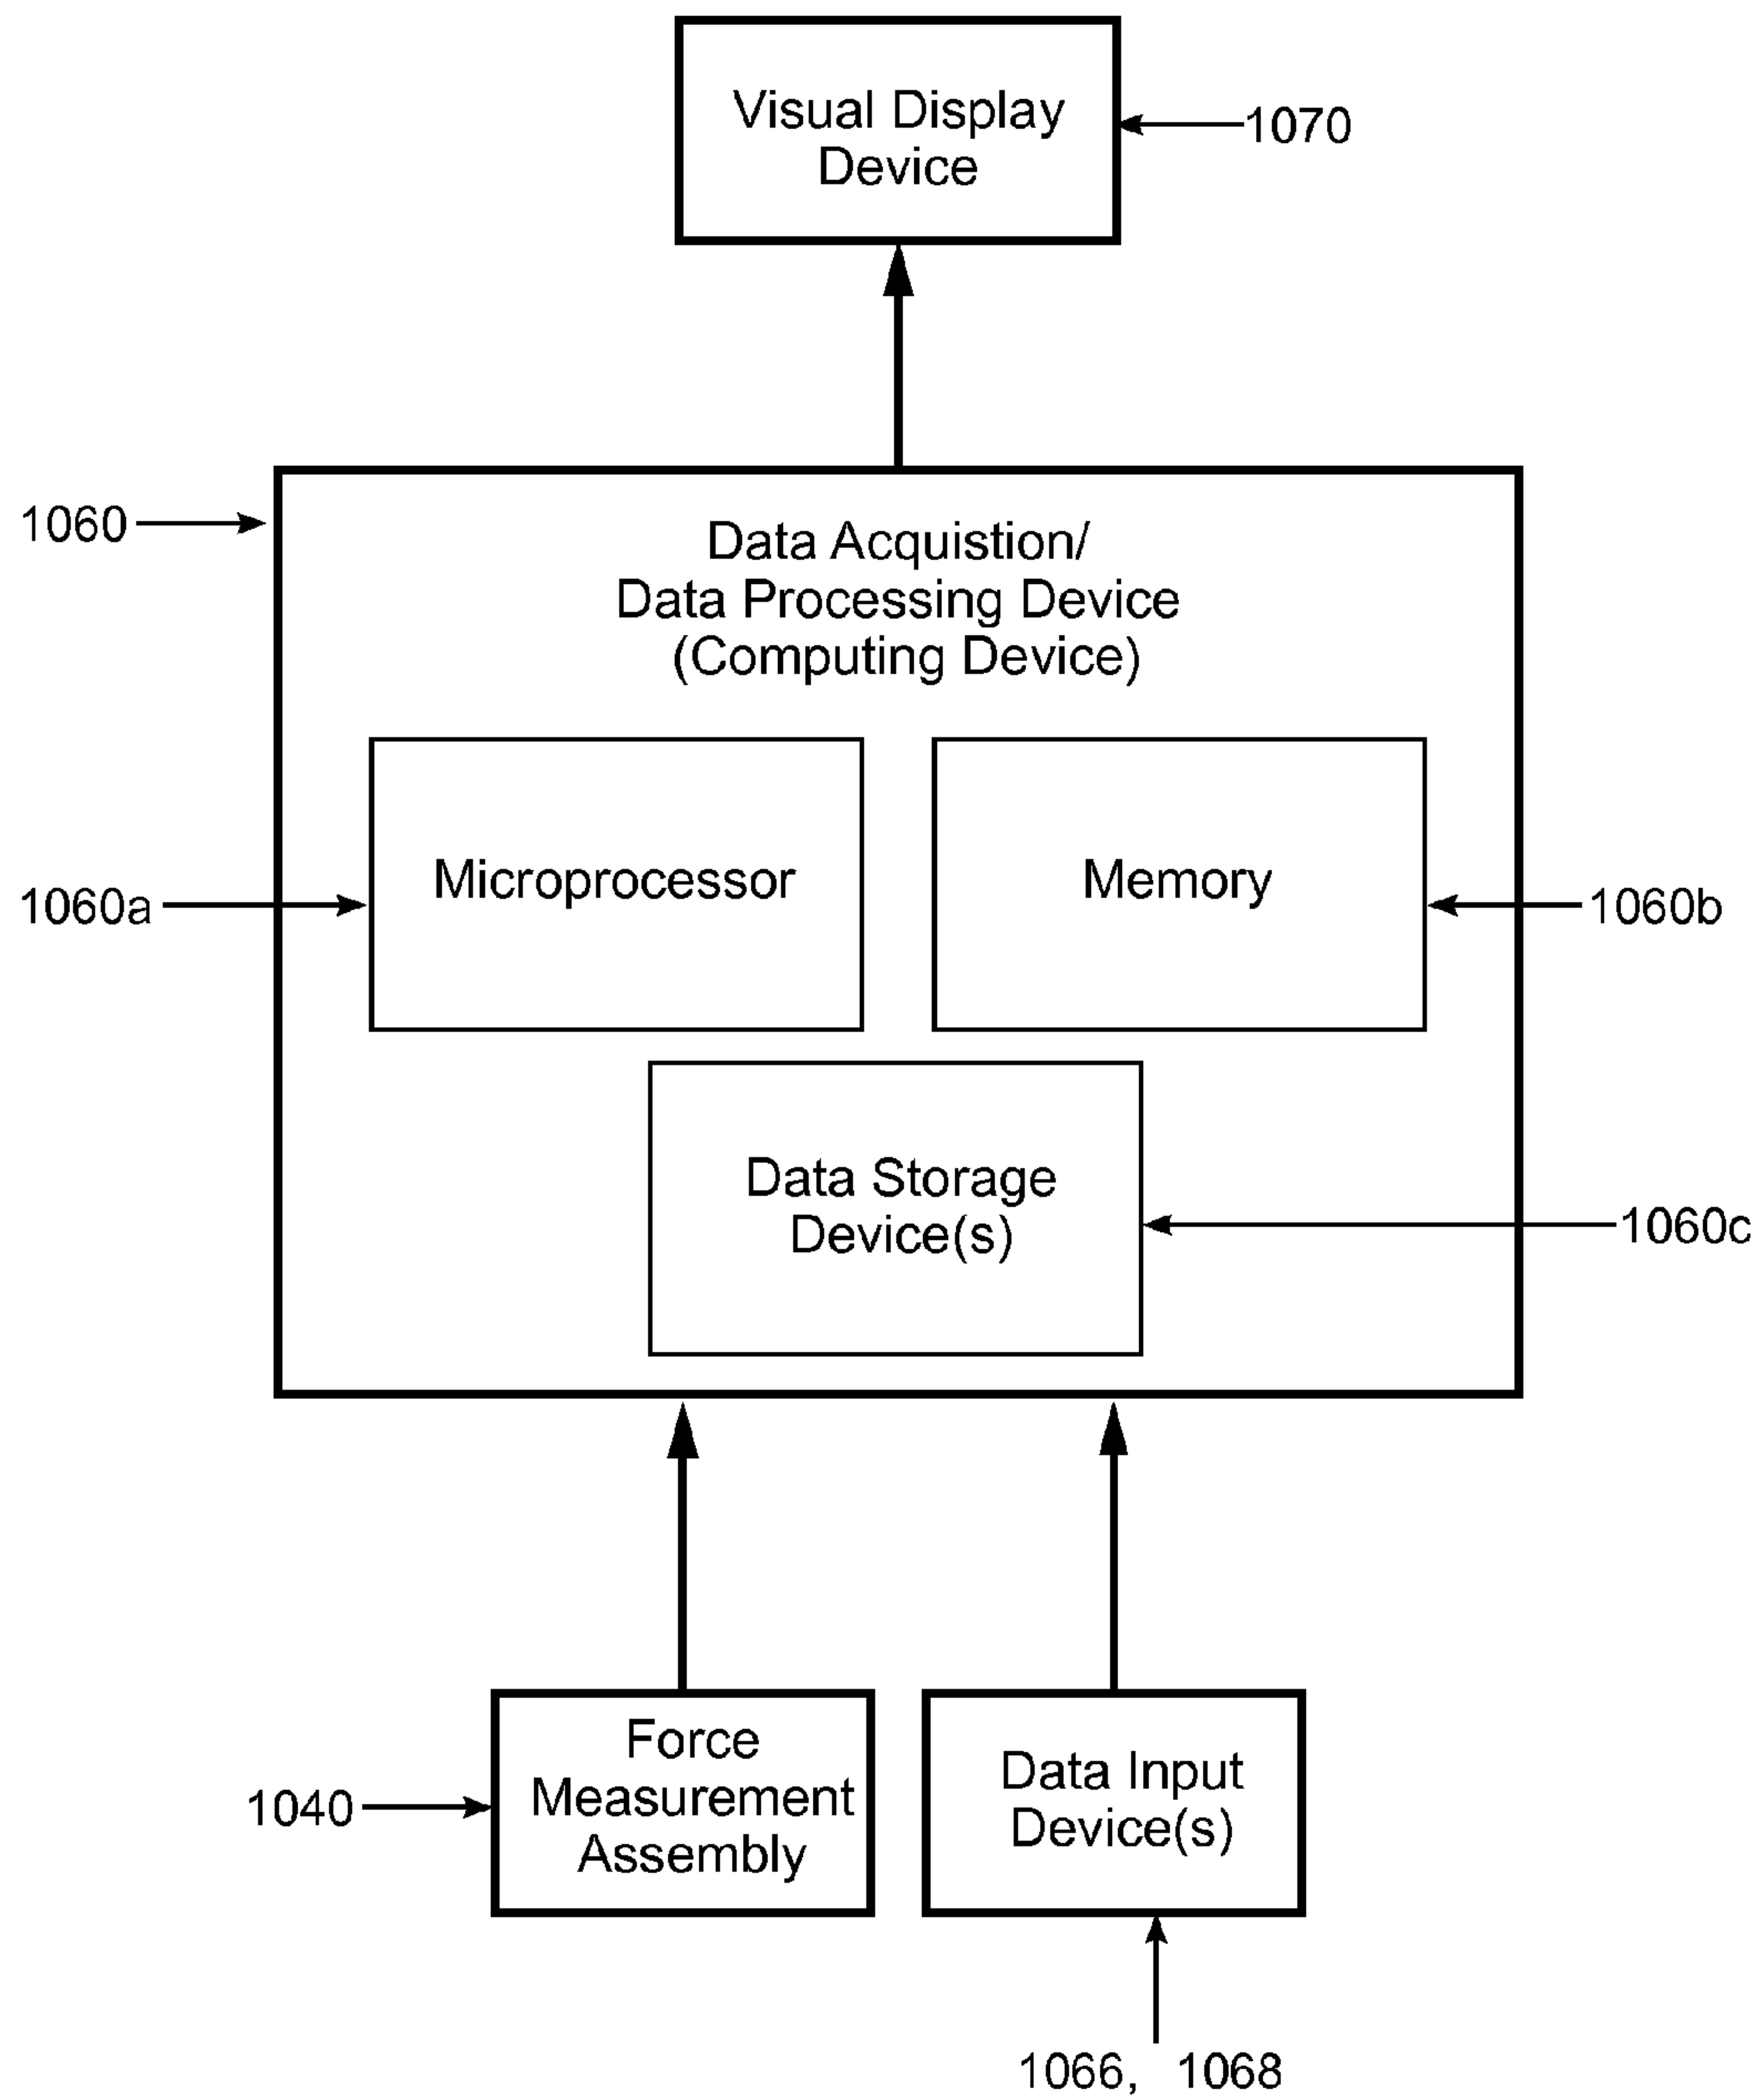 Visual Display
Device
1070
1060
Data Acquistion/
Data Processing Device
(Computing Device)
Microprocessor
Memory
1060a
1060b
Data Storage
Device(s)
1060c
Force
Measurement
Assembly
1040
Data Input
Device(s)
1066, 1068